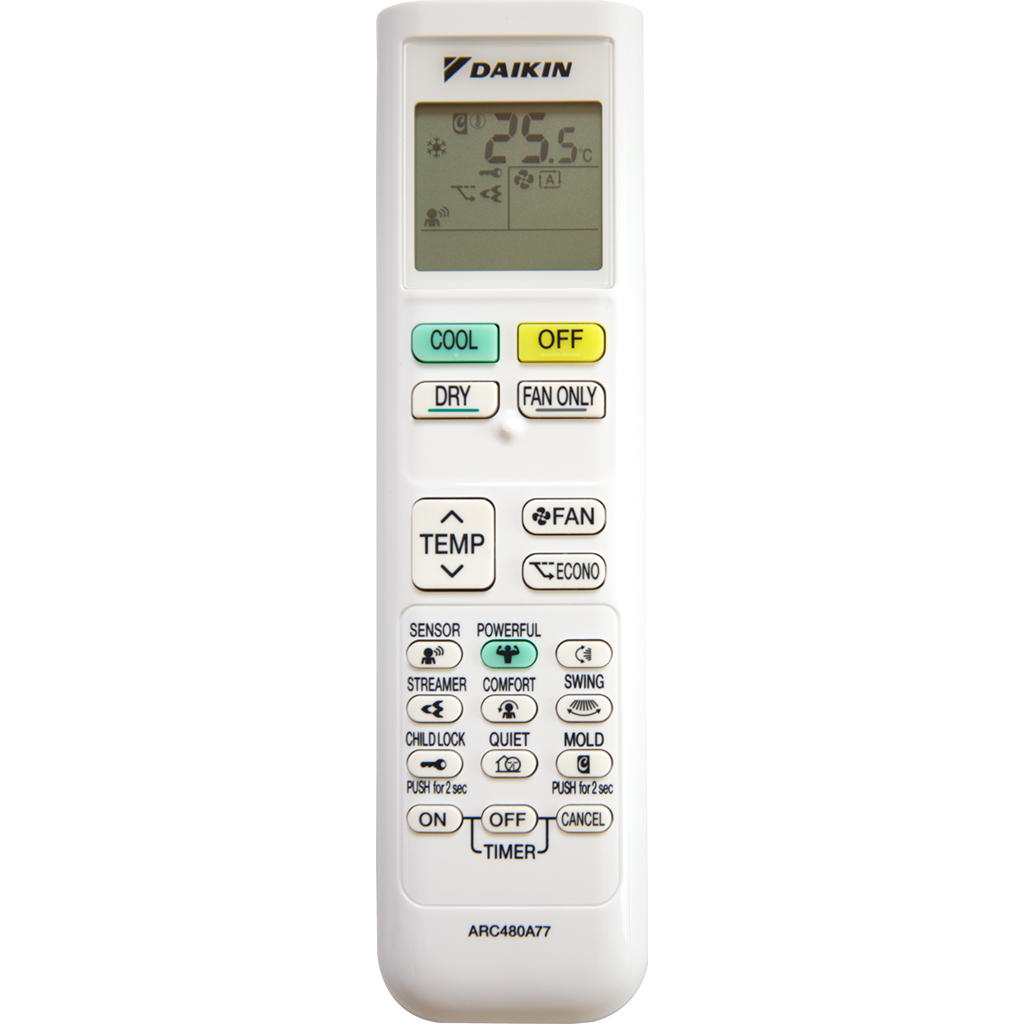 DAIKIN
25.5°C
A
COOL OFF
DRY FAN ONLY
TEMP FAN
ECONO
SENSOR POWERFUL
STREAMER COMFORT SWING
CHILD LOCK QUIET MOLD
PUSH for 2 sec PUSH for 2 sec
ON OFF CANCEL
TIMER
ARC480A77